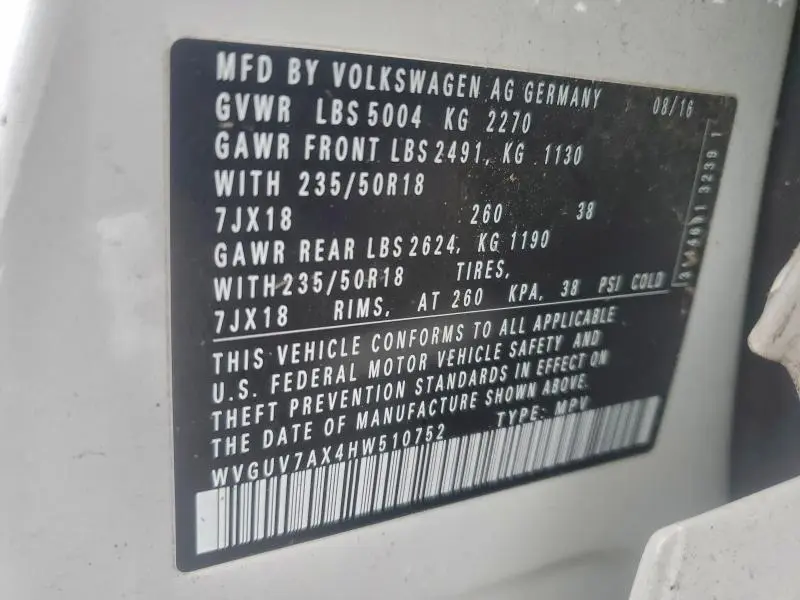 MFD BY VOLKSWAGEN AG GERMANY 08/16
GVWR LBS 5004 KG 2270
GAWR FRONT LBS 2491, KG 1130
WITH 235/50R18
7JX18 260 38
GAWR REAR LBS 2624, KG 1190
WITH 235/50R18 TIRES,
7JX18 RIMS, AT 260 KPA, 38 PSI COLD
THIS VEHICLE CONFORMS TO ALL APPLICABLE
U.S. FEDERAL MOTOR VEHICLE SAFETY AND
THEFT PREVENTION STANDARDS IN EFFECT ON
THE DATE OF MANUFACTURE SHOWN ABOVE.
WVGUV7AX4HW510752 TYPE: MPV